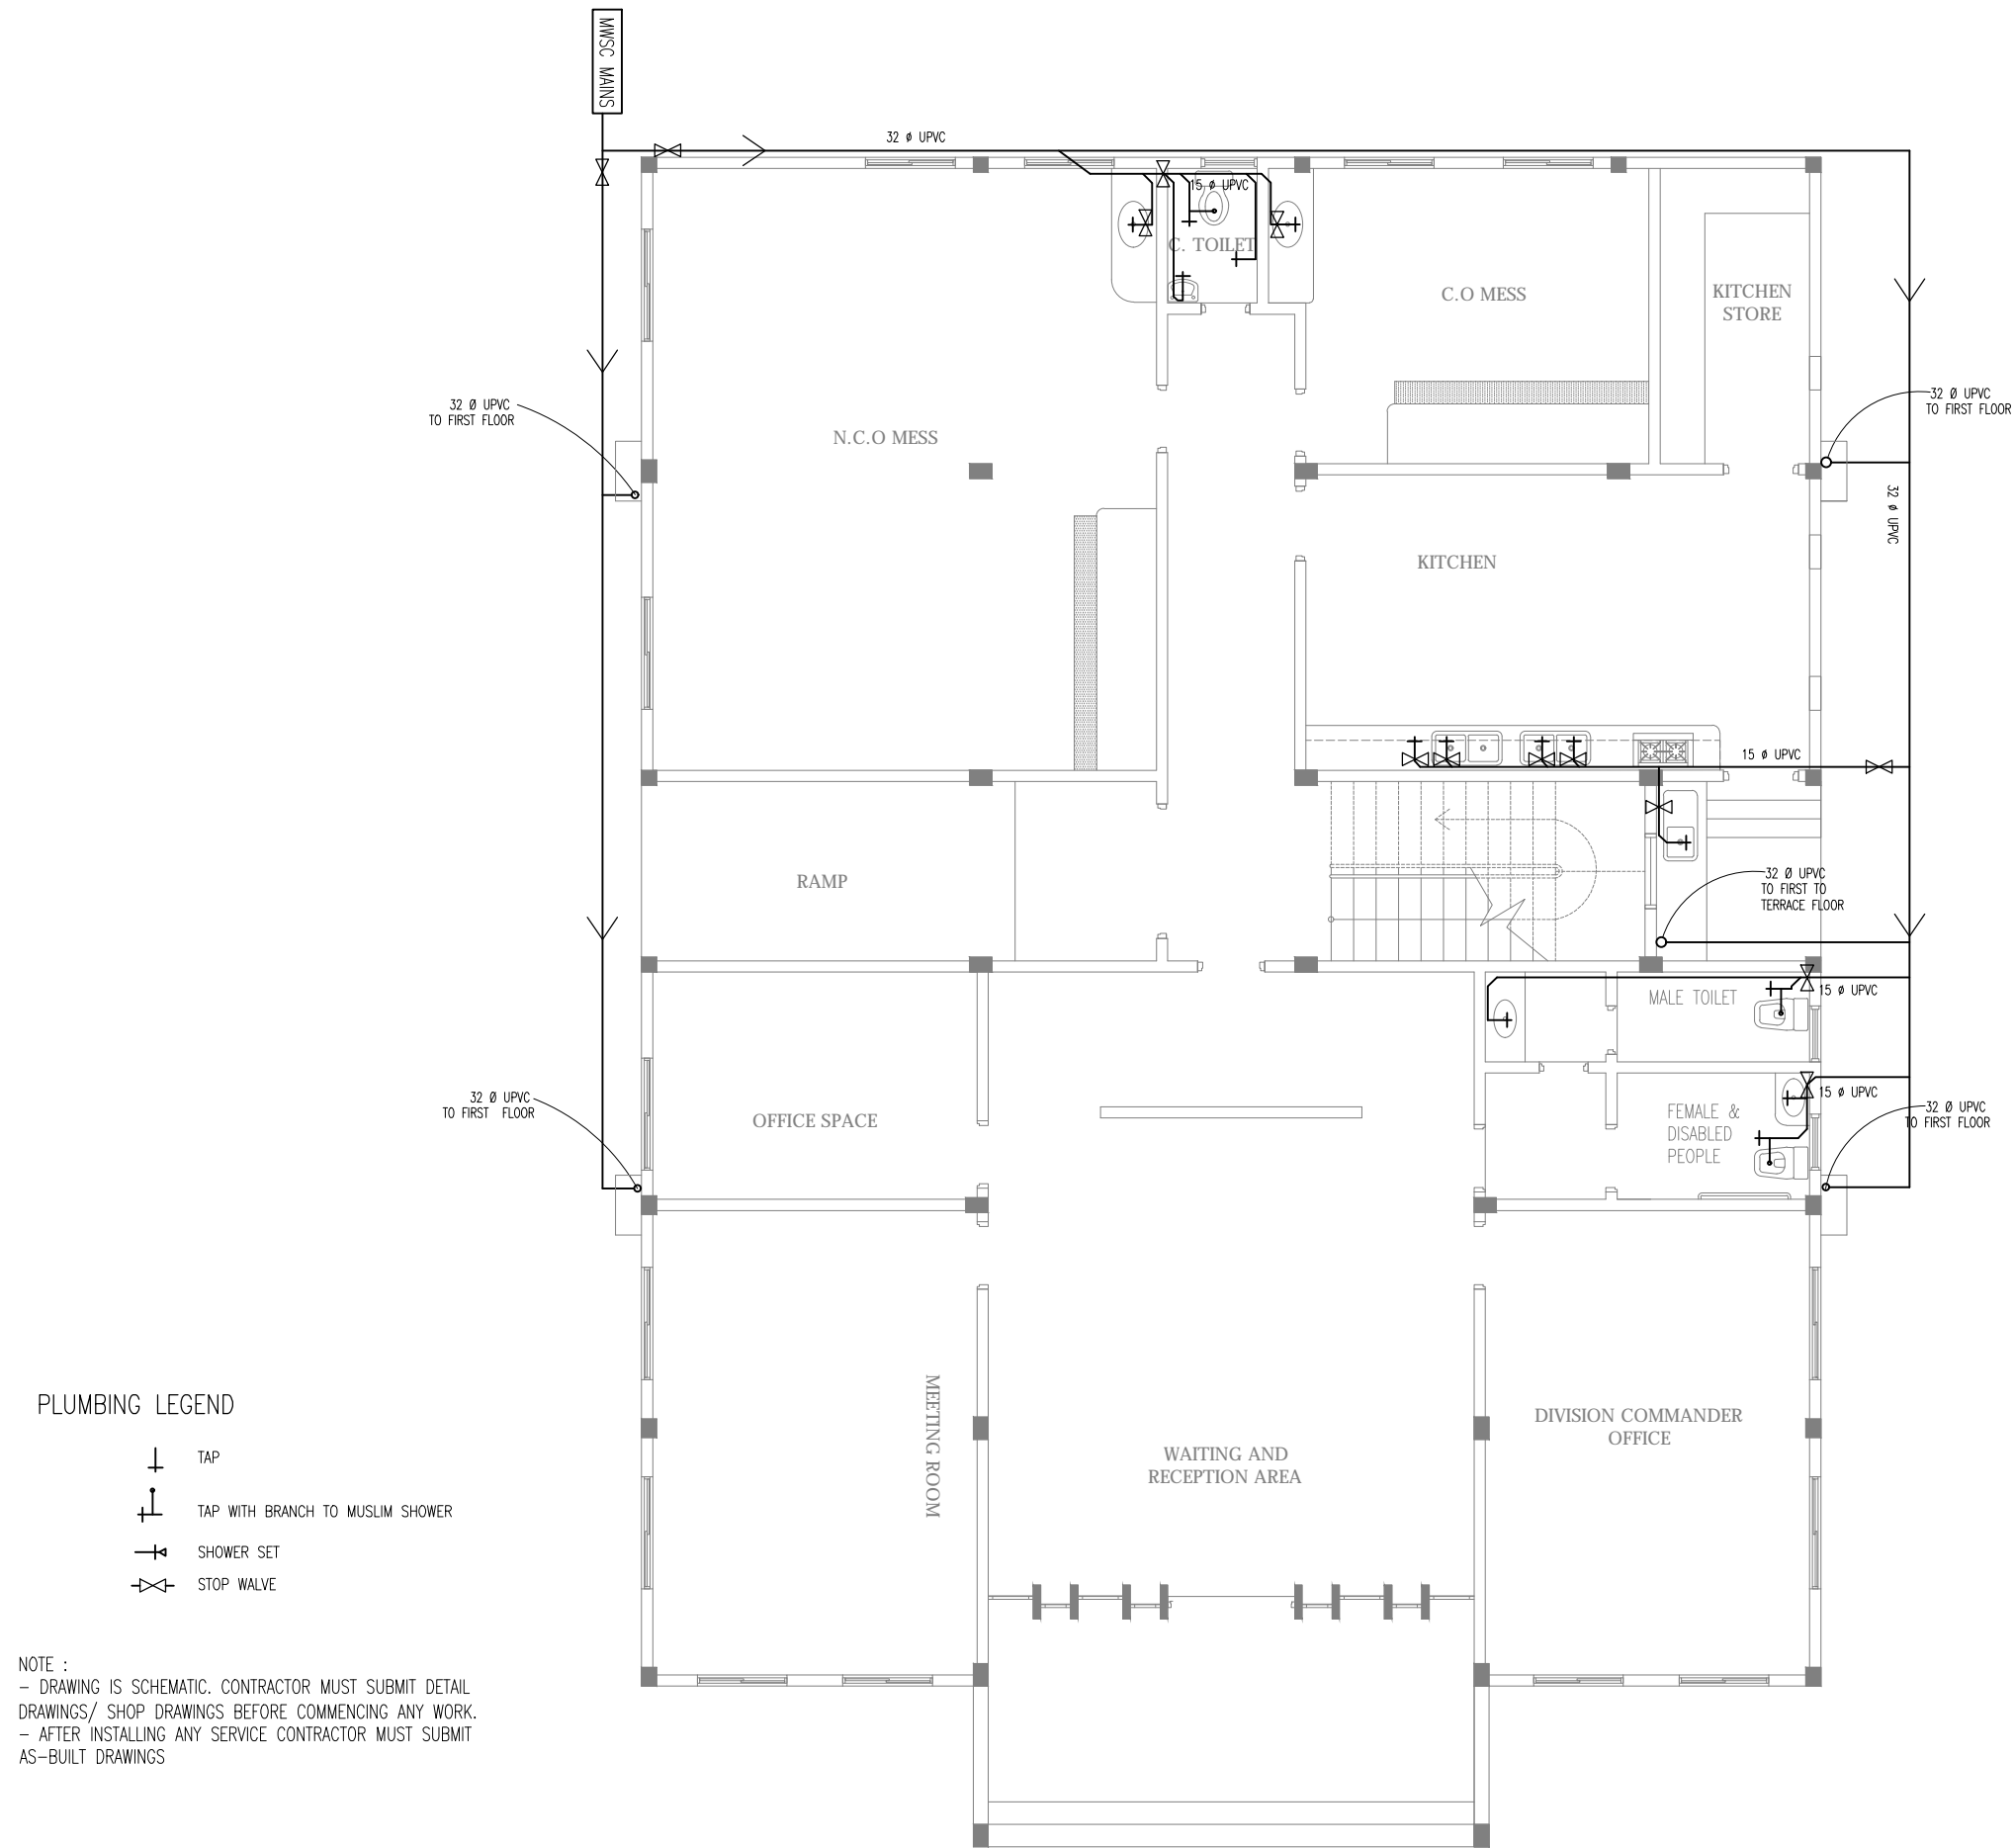 MWSC MAINS
32 ø UPVC
15 ø UPVC
C. TOILET
C.O MESS
KITCHEN
STORE
32 Ø UPVC
TO FIRST FLOOR
32 Ø UPVC
TO FIRST FLOOR
N.C.O MESS
32 ø UPVC
KITCHEN
15 ø UPVC
RAMP
32 Ø UPVC
TO FIRST TO
TERRACE FLOOR
MALE TOILET
15 ø UPVC
32 Ø UPVC
TO FIRST FLOOR
OFFICE SPACE
FEMALE &
DISABLED
PEOPLE
15 ø UPVC
32 Ø UPVC
TO FIRST FLOOR
MEETING ROOM
WAITING AND
RECEPTION AREA
DIVISION COMMANDER
OFFICE
PLUMBING LEGEND
TAP
TAP WITH BRANCH TO MUSLIM SHOWER
SHOWER SET
STOP WALVE
NOTE :
– DRAWING IS SCHEMATIC. CONTRACTOR MUST SUBMIT DETAIL
DRAWINGS/ SHOP DRAWINGS BEFORE COMMENCING ANY WORK.
– AFTER INSTALLING ANY SERVICE CONTRACTOR MUST SUBMIT
AS-BUILT DRAWINGS